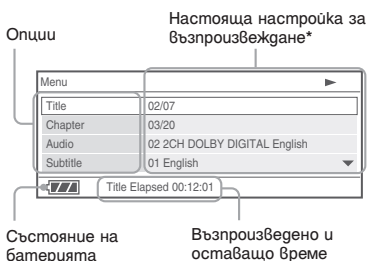 Опции
Настояща настройка за
възпроизвеждане*
Menu
Title 02/07
Chapter 03/20
Audio 02 2CH DOLBY DIGITAL English
Subtitle 01 English
Title Elapsed 00:12:01
Състояние на
батерията
Възпроизведено и
оставащо време